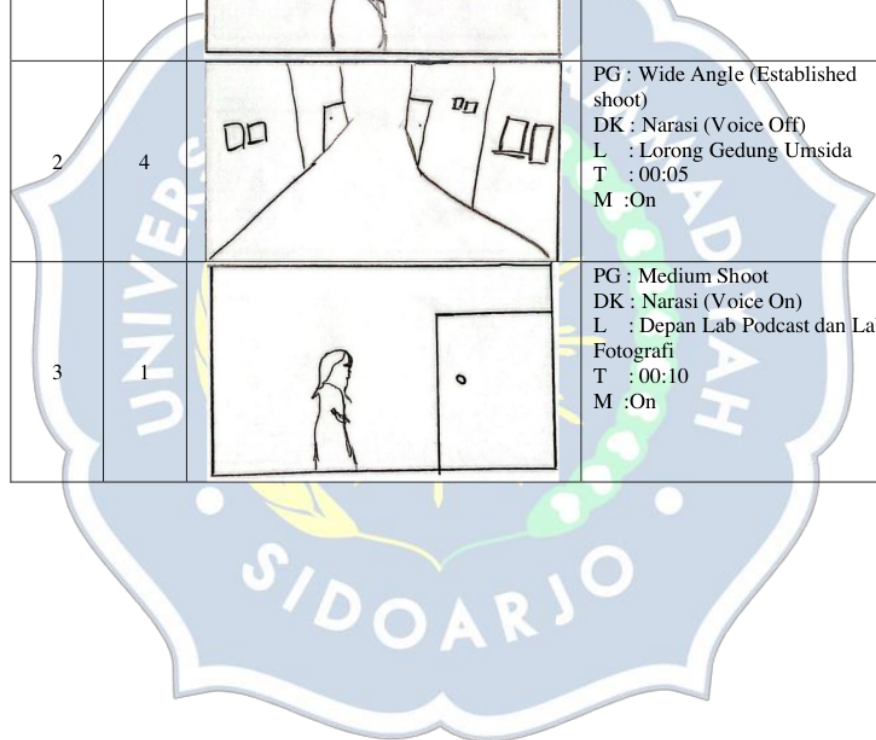 2
4
PG : Wide Angle (Established
shoot)
DK : Narasi (Voice Off)
L : Lorong Gedung Umsida
T : 00:05
M :On
3
1
PG : Medium Shoot
DK : Narasi (Voice On)
L : Depan Lab Podcast dan
Fotografi
T : 00:10
M :On
SIDOARJO